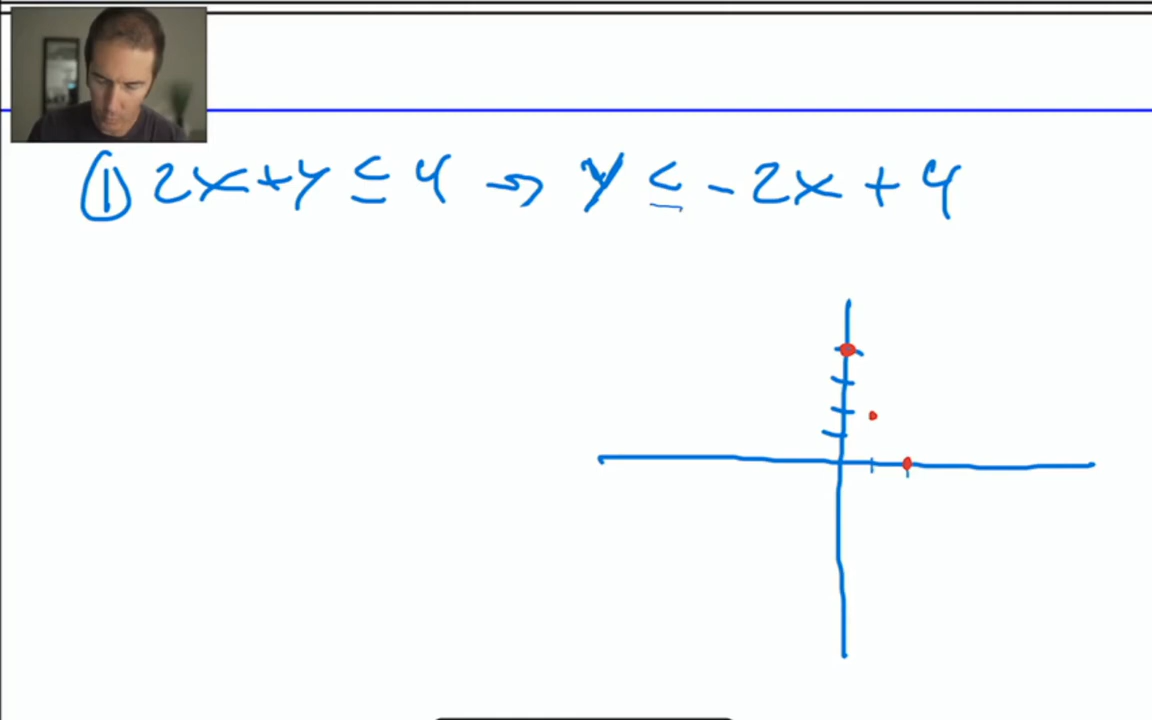 ① 2x+y ≤ 4 → y ≤ -2x + 4